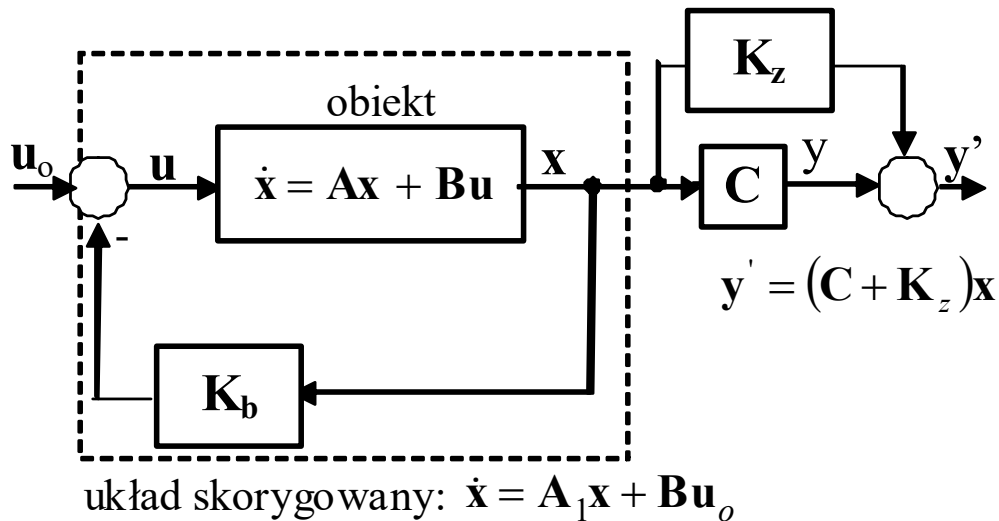 K_z
obiekt
u_o
u
ẋ = Ax + Bu
x
C
y
y’
-
y' = (C + K_z)x
K_b
układ skorygowany: ẋ = A_1x + Bu_o